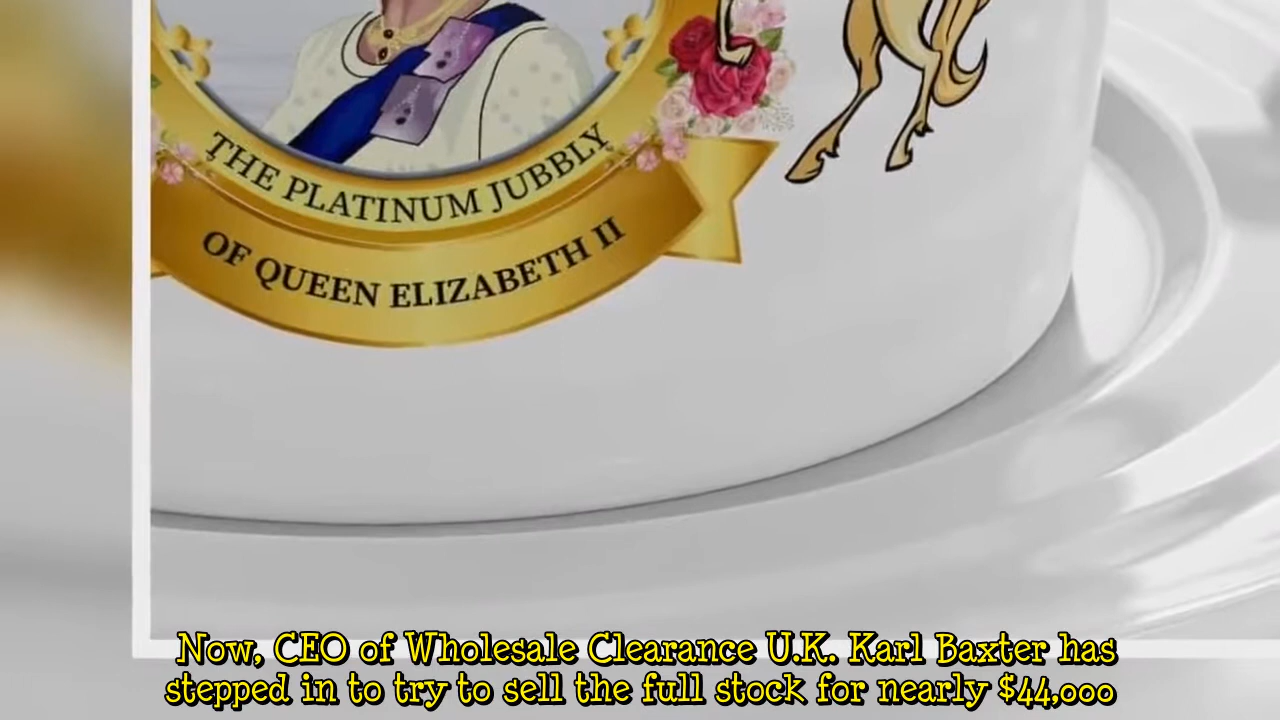 THE PLATINUM JUBBLY
OF QUEEN ELIZABETH II
Now, CEO of Wholesale Clearance U.K. Karl Baxter has
stepped in to try to sell the full stock for nearly $44,000